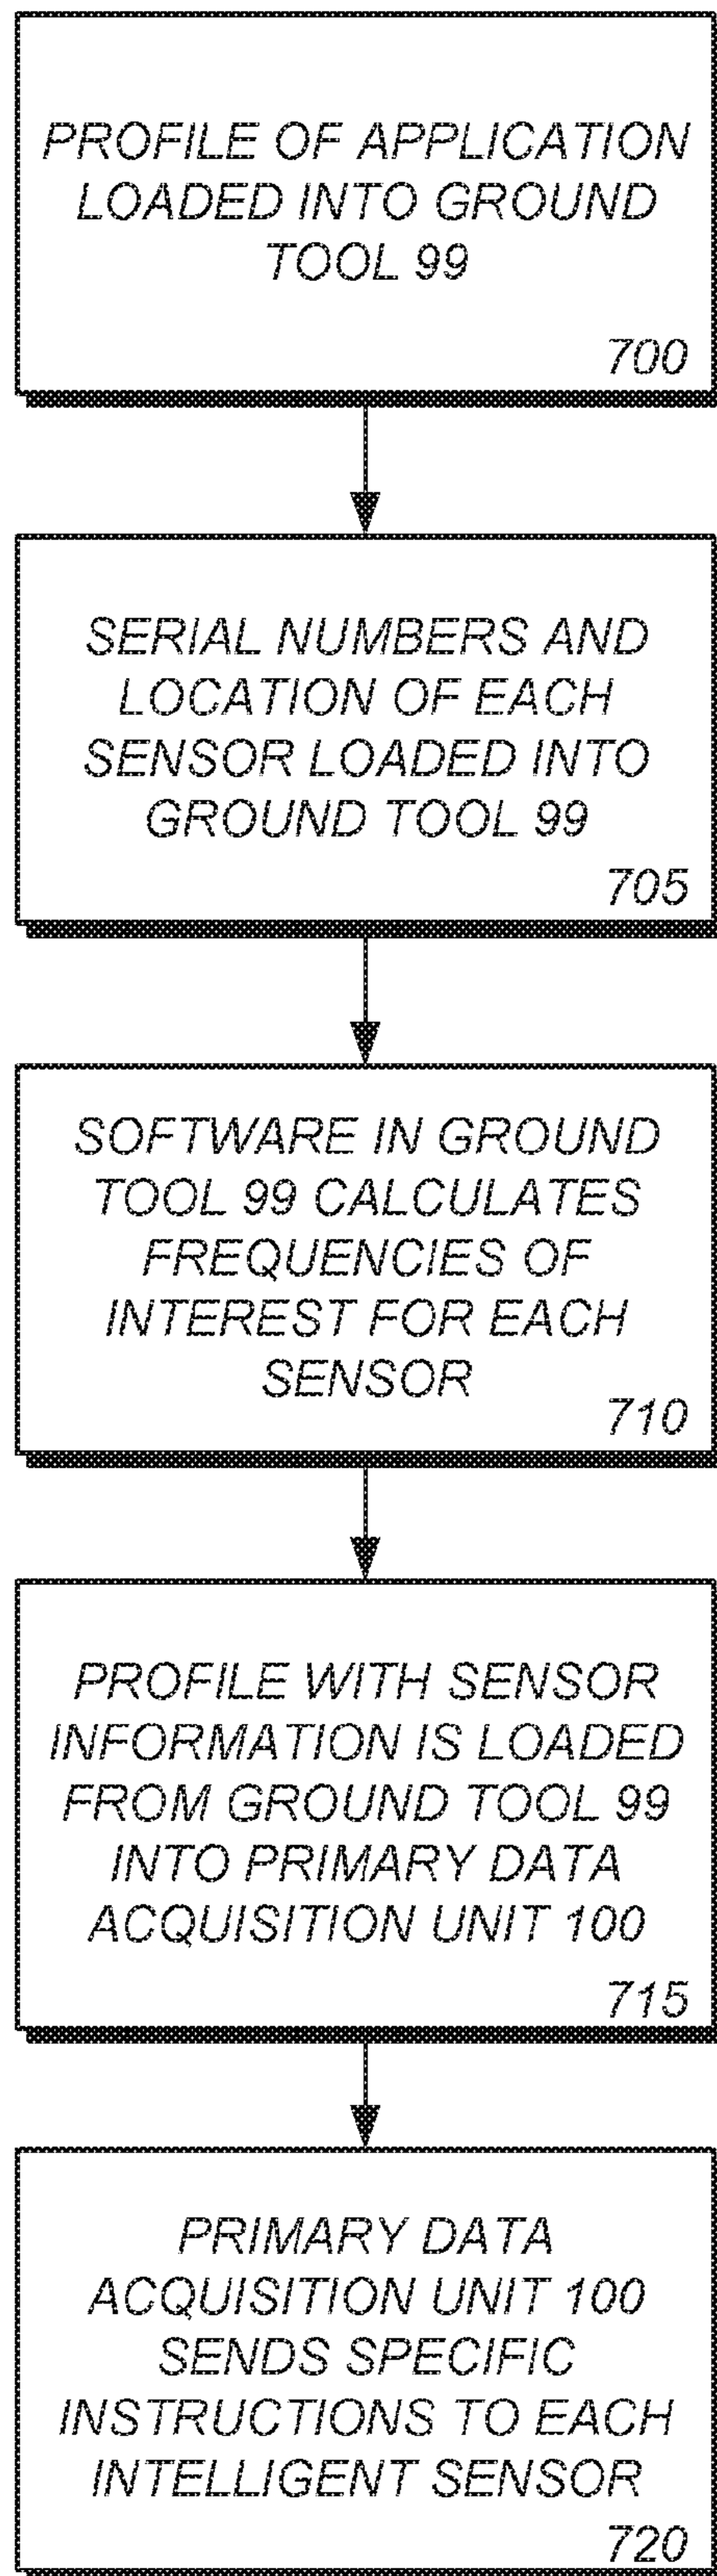 PROFILE OF APPLICATION
LOADED INTO GROUND
TOOL 99
700
SERIAL NUMBERS AND
LOCATION OF EACH
SENSOR LOADED INTO
GROUND TOOL 99
705
SOFTWARE IN GROUND
TOOL 99 CALCULATES
FREQUENCIES OF
INTEREST FOR EACH
SENSOR
710
PROFILE WITH SENSOR
INFORMATION IS LOADED
FROM GROUND TOOL 99
INTO PRIMARY DATA
ACQUISITION UNIT 100
715
PRIMARY DATA
ACQUISITION UNIT 100
SENDS SPECIFIC
INSTRUCTIONS TO EACH
INTELLIGENT SENSOR
720